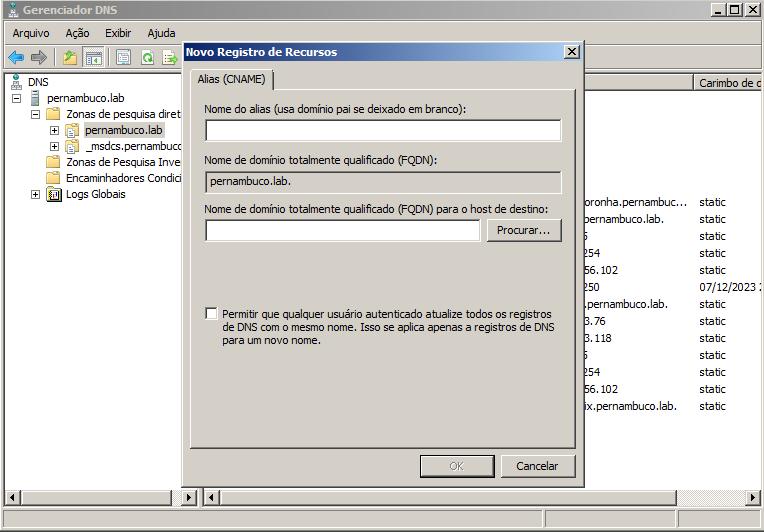 Gerenciador DNS
Arquivo Ação Exibir Ajuda
Novo Registro de Recursos
Alias (CNAME)
Nome do alias (usa domínio pai se deixado em branco):
Nome de domínio totalmente qualificado (FQDN):
pernambuco.lab.
Nome de domínio totalmente qualificado (FQDN) para o host de destino:
Procurar...
Permitir que qualquer usuário autenticado atualize todos os registros
de DNS com o mesmo nome. Isso se aplica apenas a registros de DNS
para um novo nome.
OK Cancelar
DNS
pernambuco.lab
Zonas de pesquisa diret
pernambuco.lab
_msdcs.pernambuco
Zonas de Pesquisa Inve
Encaminhadores Condici
Logs Globais
Carimbo de d
oronha.pernambuc... static
pernambuco.lab. static
5 static
254 static
56.102 static
250 07/12/2023 2
.pernambuco.lab. static
3.76 static
3.118 static
5 static
254 static
56.102 static
ix.pernambuco.lab. static